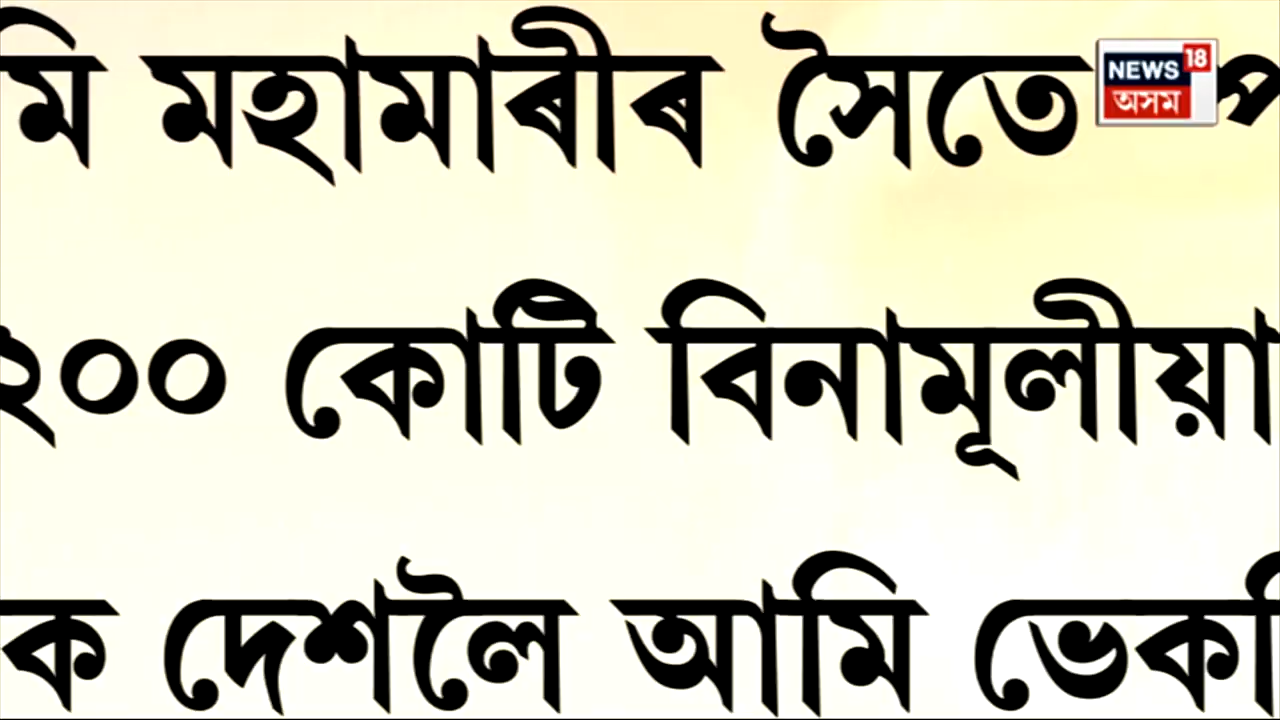 মহামাৰীৰ সৈতে
NEWS 18
অসম
২০০ কোটি বিনামূলীয়া
ক দেশলৈ আমি